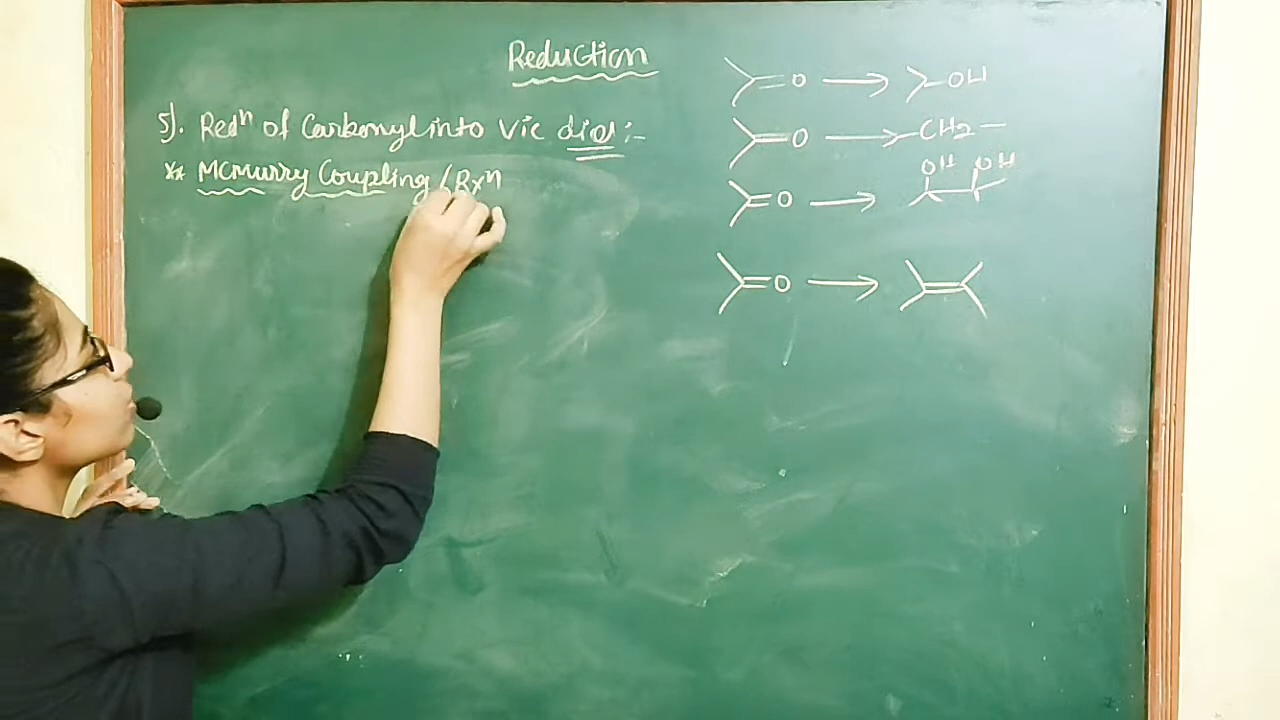 Reduction
5). Redⁿ of Carbonyl into Vic diol :-
** McMurry Coupling / Rxⁿ
O → OH
O → CH2 —
OH OH
O →
O →